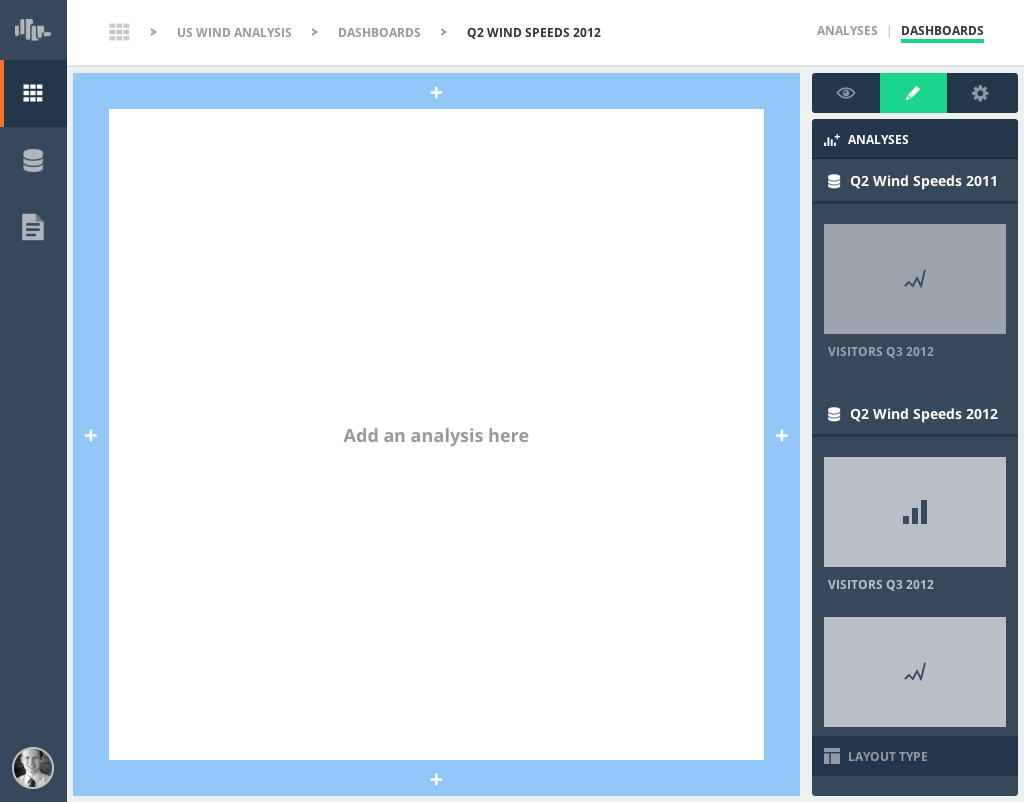 > US WIND ANALYSIS > DASHBOARDS > Q2 WIND SPEEDS 2012
ANALYSES | DASHBOARDS
+
+ Add an analysis here +
+
ANALYSES
Q2 Wind Speeds 2011
VISITORS Q3 2012
Q2 Wind Speeds 2012
VISITORS Q3 2012
LAYOUT TYPE